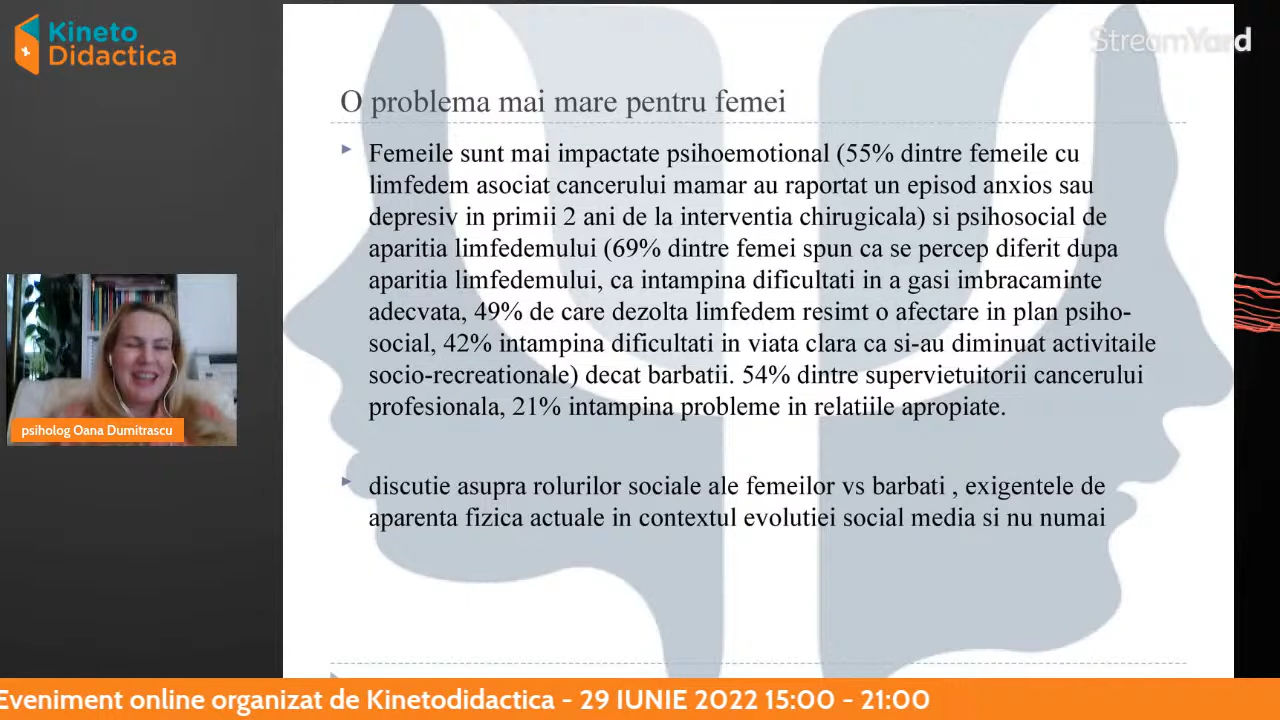 Kineto
Didactica
StreamYard
O problema mai mare pentru femei
Femeile sunt mai impactate psihoemotional (55% dintre femeile cu
limfedem asociat cancerului mamar au raportat un episod anxios sau
depresiv in primii 2 ani de la interventia chirugicala) si psihosocial de
aparitia limfedemului (69% dintre femei spun ca se percep diferit dupa
aparitia limfedemului, ca intampina dificultati in a gasi imbracaminte
adecvata, 49% de care dezolta limfedem resimt o afectare in plan psiho-
social, 42% intampina dificultati in viata clara ca si-au diminuat activitaile
socio-recreationale) decat barbatii. 54% dintre supervietuitorii cancerului
profesionala, 21% intampina probleme in relatiile apropiate.
discutie asupra rolurilor sociale ale femeilor vs barbati , exigentele de
aparenta fizica actuale in contextul evolutiei social media si nu numai
psiholog Oana Dumitrascu
Eveniment online organizat de Kinetodidactica - 29 IUNIE 2022 15:00 - 21:00